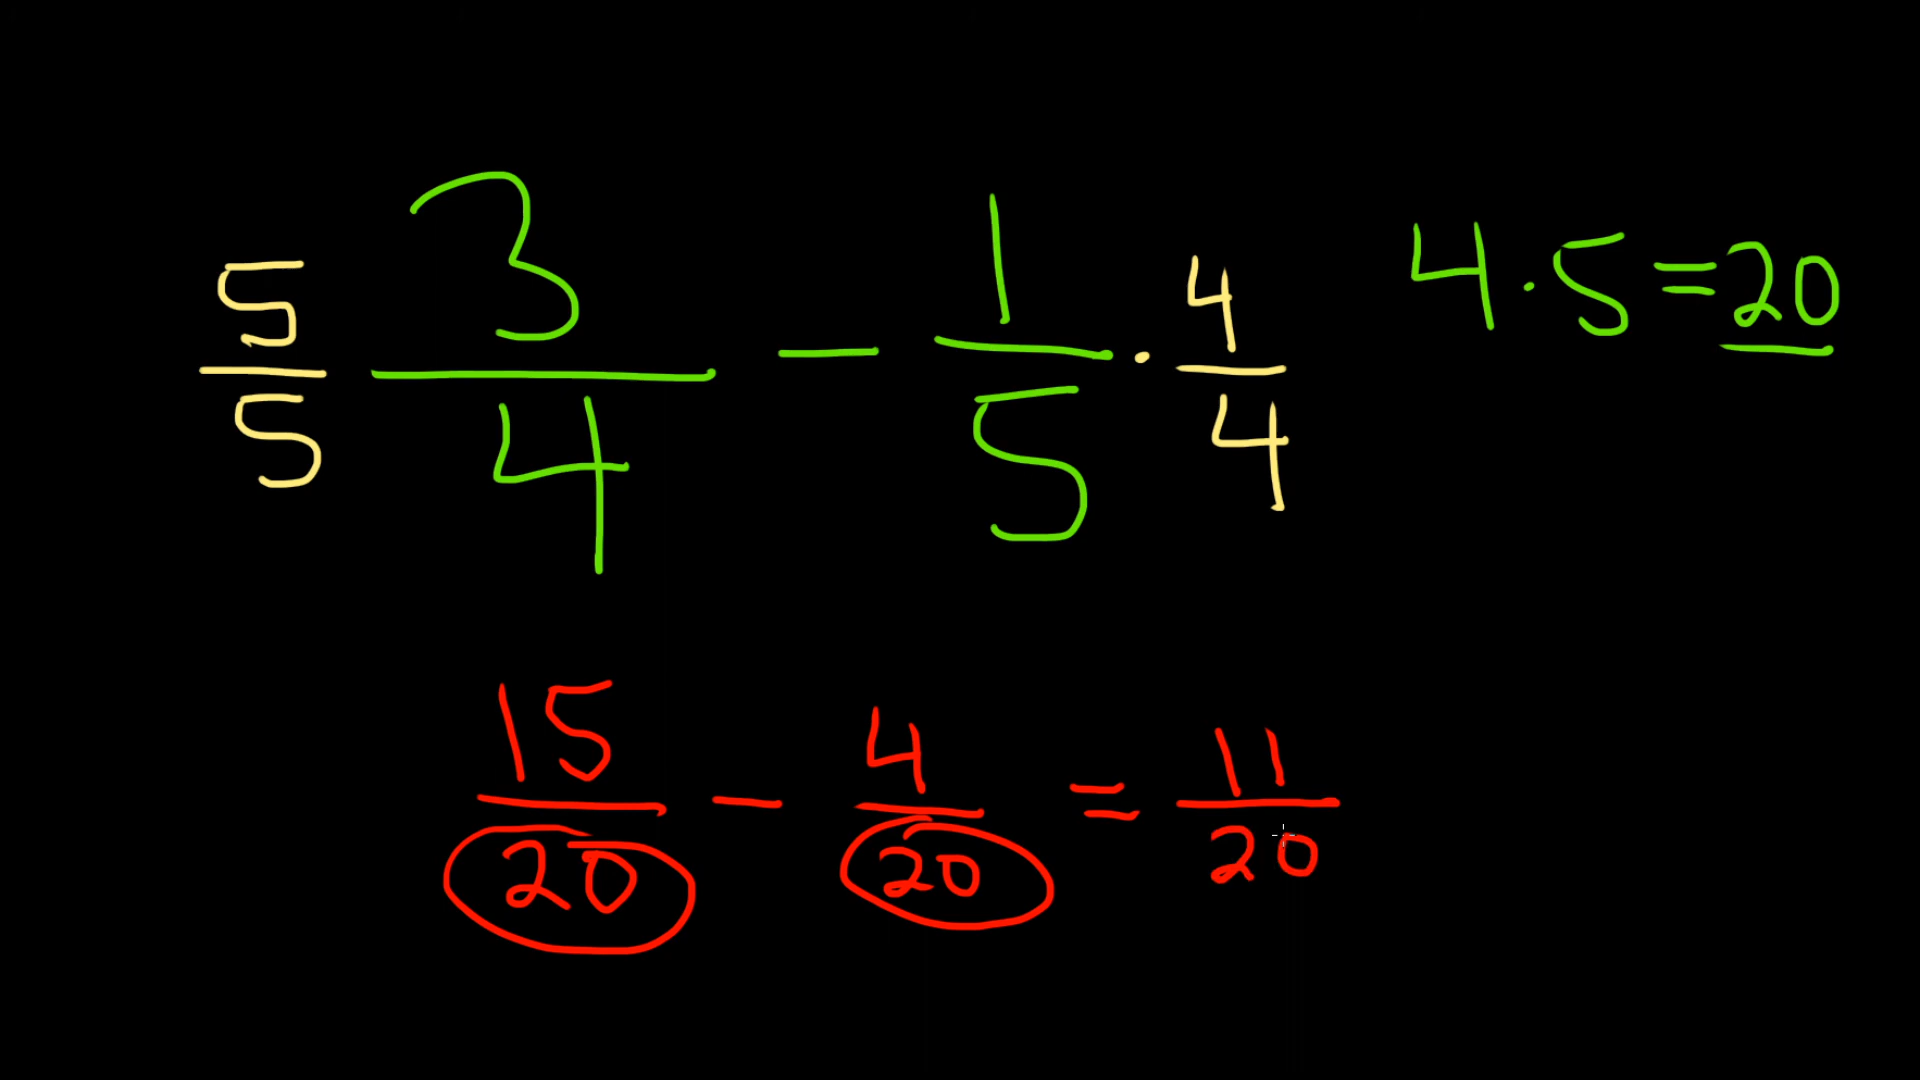 5/5 3/4 - 1/5 · 4/4
4 · 5 = 20
15/20 - 4/20 = 11/20